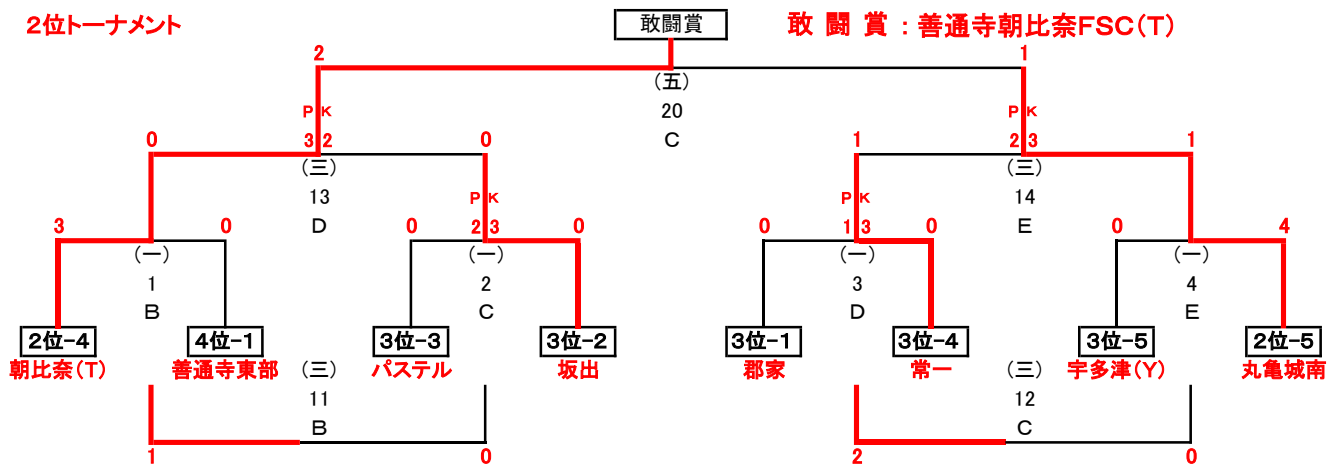 敢闘賞
2位トーナメント
敢 闘 賞 : 善通寺朝比奈FSC(T)
2 1
(五)
20
C
P K P K
0 3 2 0 1 2 3 1
(三) (三)
13 14
D E
P K P K
3 0 0 2 3 0 0 1 3 0 0 4
(一) (一) (一) (一)
1 2 3 4
B C D E
2位-4 4位-1 3位-3 3位-2 3位-1 3位-4 3位-5 2位-5
朝比奈(T) 善通寺東部 (三) パステル 坂出 郡家 常一 (三) 宇多津(Y) 丸亀城南
11 12
B C
1 0 2 0